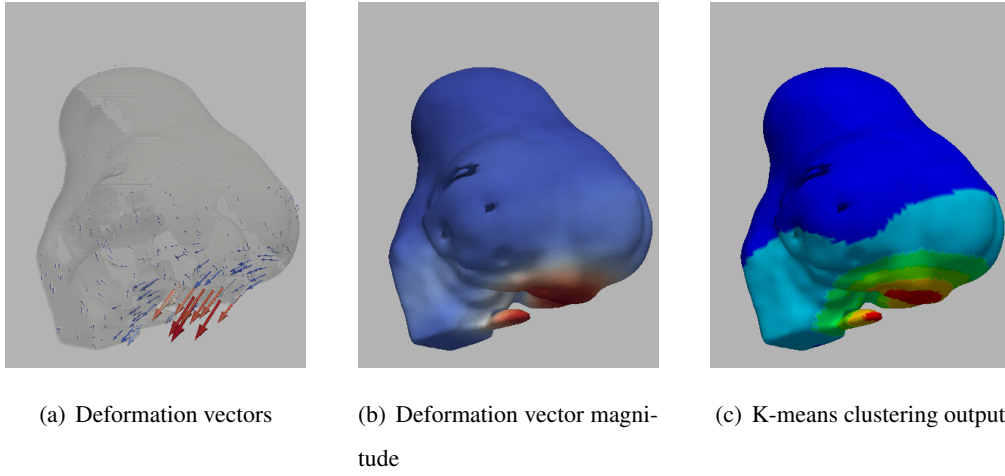 (a) Deformation vectors
(b) Deformation vector magni-
tude
(c) K-means clustering output